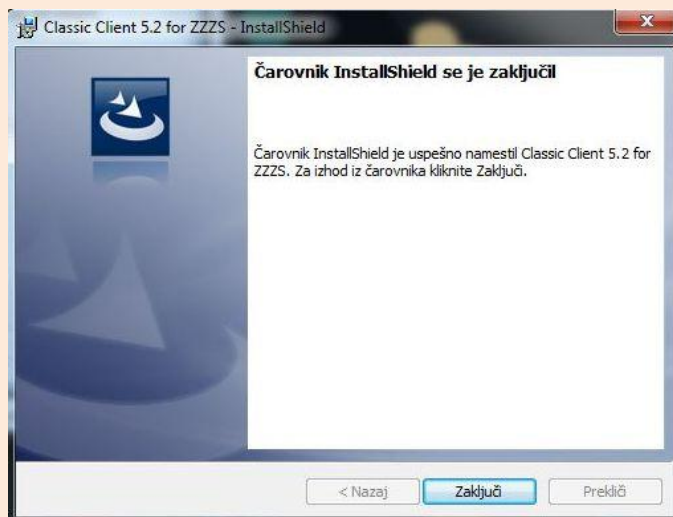 Classic Client 5.2 for ZZZS - InstallShield
Čarovnik InstallShield se je zaključil
Čarovnik InstallShield je uspešno namestil Classic Client 5.2 for
ZZZS. Za izhod iz čarovnika kliknite Zaključi.
< Nazaj
Zaključi
Prekliči